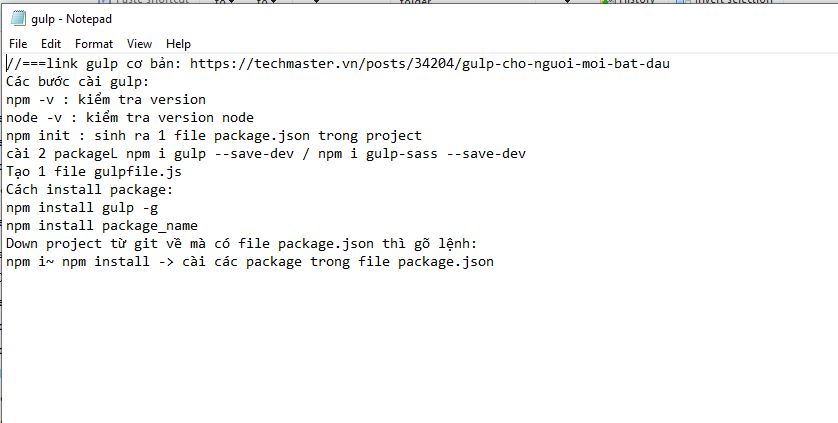 gulp - Notepad
File Edit Format View Help
//===link gulp cơ bản: https://techmaster.vn/posts/34204/gulp-cho-nguoi-moi-bat-dau
Các bước cài gulp:
npm -v : kiểm tra version
node -v : kiểm tra version node
npm init : sinh ra 1 file package.json trong project
cài 2 packageL npm i gulp --save-dev / npm i gulp-sass --save-dev
Tạo 1 file gulpfile.js
Cách install package:
npm install gulp -g
npm install package_name
Down project từ git về mà có file package.json thì gõ lệnh:
npm i~ npm install -> cài các package trong file package.json